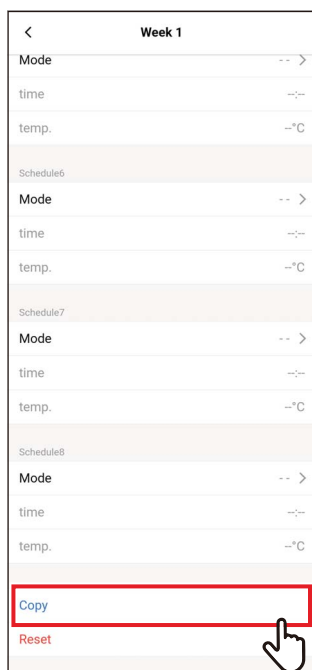 Week 1
Mode -- >
time --:--
temp. --°C
Schedule6
Mode -- >
time --:--
temp. --°C
Schedule7
Mode -- >
time --:--
temp. --°C
Schedule8
Mode -- >
time --:--
temp. --°C
Copy
Reset